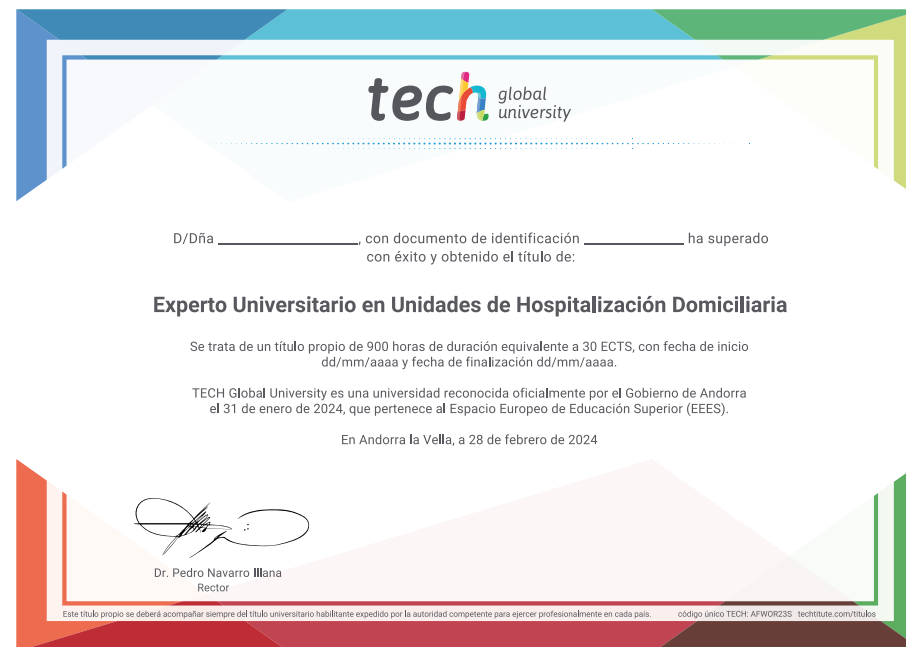 tech global university
D/Dña ____________________, con documento de identificación ______________ ha superado
con éxito y obtenido el título de:
Experto Universitario en Unidades de Hospitalización Domiciliaria
Se trata de un título propio de 900 horas de duración equivalente a 30 ECTS, con fecha de inicio
dd/mm/aaaa y fecha de finalización dd/mm/aaaa.
TECH Global University es una universidad reconocida oficialmente por el Gobierno de Andorra
el 31 de enero de 2024, que pertenece al Espacio Europeo de Educación Superior (EEES).
En Andorra la Vella, a 28 de febrero de 2024
Dr. Pedro Navarro Illana
Rector
Este título propio se deberá acompañar siempre del título universitario habilitante expedido por la autoridad competente para ejercer profesionalmente en cada país. código único TECH: AFWOR23S techtitute.com/titulos